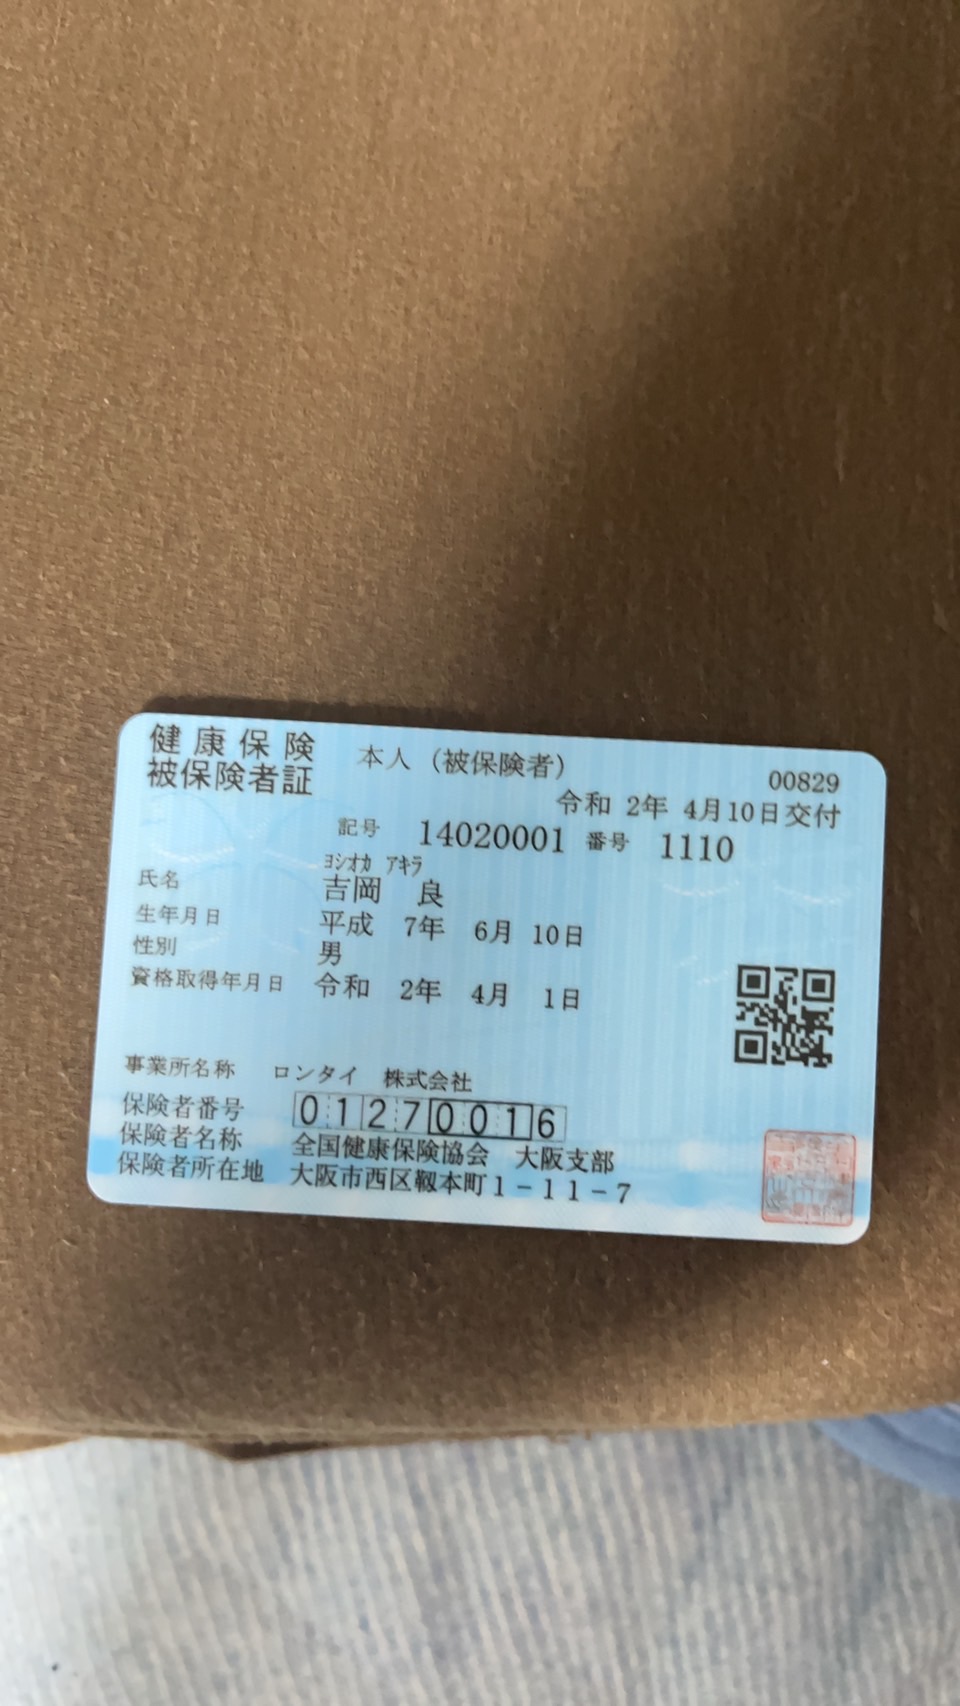 健康保険
被保険者証
本人（被保険者）
00829
令和 2年 4月10日交付
記号 14020001 番号 1110
ﾖｼｵｶ ｱｷﾗ
氏名 吉岡 良
生年月日 平成 7年 6月 10日
性別 男
資格取得年月日 令和 2年 4月 1日
事業所名称 ロンタイ 株式会社
保険者番号 01270016
保険者名称 全国健康保険協会 大阪支部
保険者所在地 大阪市西区靱本町1－11－7